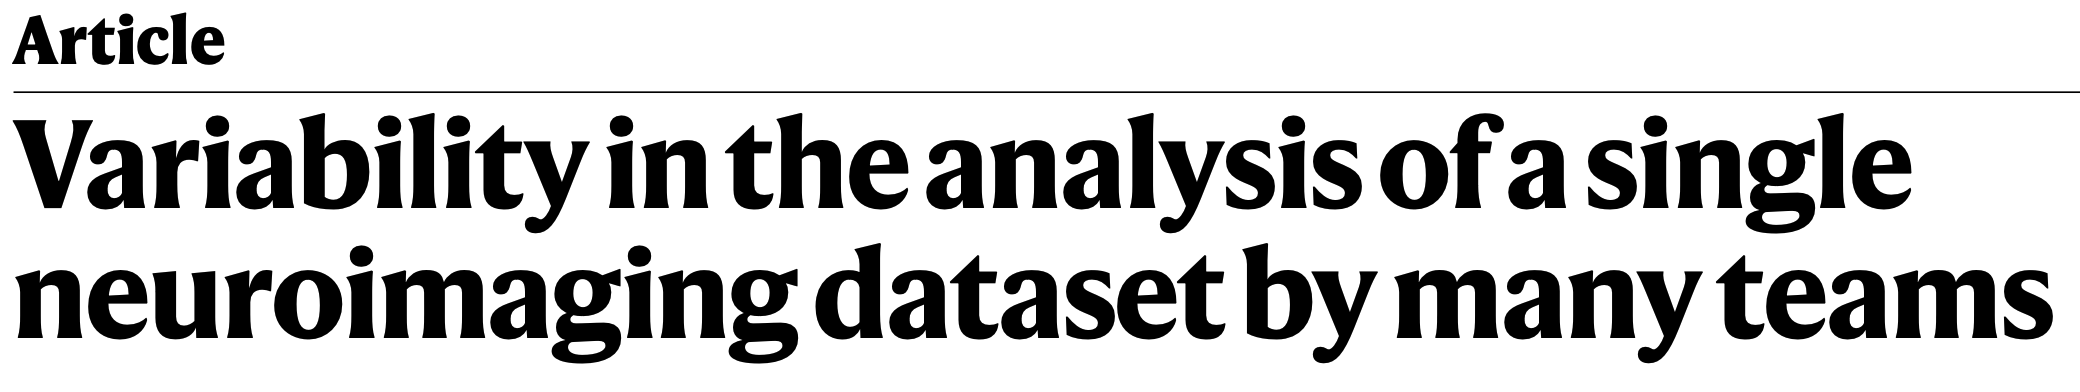 Article
Variability in the analysis of a single
neuroimaging dataset by many teams